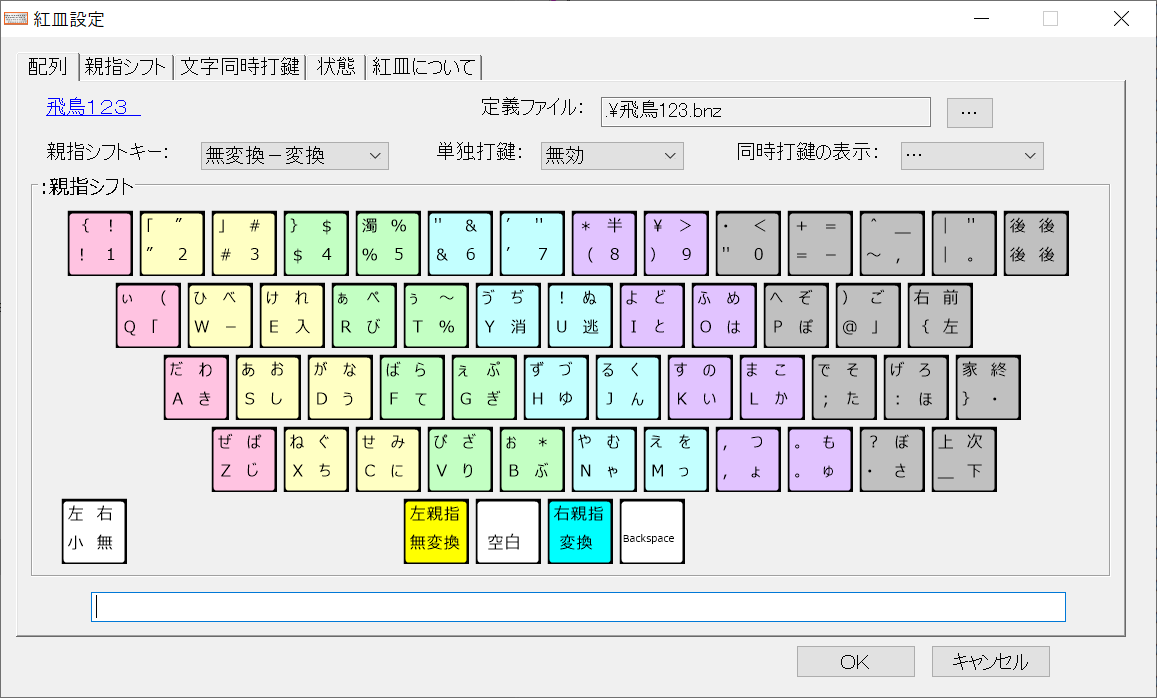 紅皿設定
配列 親指シフト 文字同時打鍵 状態 紅皿について
飛鳥123 定義ファイル: .¥飛鳥123.bnz ...
親指シフトキー: 無変換－変換 単独打鍵: 無効 同時打鍵の表示: ...
:親指シフト
{ ! 「 ” 」 # } $ 濁 % " & ′ " * 半 ¥ > ・ < + = ^ ＿ | " 後 後
! 1 ” 2 # 3 $ 4 % 5 & 6 ′ 7 ( 8 ) 9 " 0 = － ～ , | 。 後 後
ぃ ( ひ べ け れ ぁ ぺ ぅ ～ ゔ ぢ ! ぬ よ ど ふ め へ ぞ ) ご 右 前
Q 「 W － E 入 R び T % Y 消 U 逃 I と O は P ぽ @ 」 { 左
だ わ あ お が な ば ら ぇ ぷ ず づ る く す の ま こ で そ げ ろ 家 終
A き S し D う F て G ぎ H ゆ J ん K い L か ; た : ほ } ・
ぜ ぱ ね ぐ せ み ぴ ざ ぉ * や む え を , つ 。 も ? ぼ 上 次
Z じ X ち C に V り B ぶ N ゃ M っ , ょ 。 ゅ ・ さ ＿ 下
左 右 左親指 右親指
小 無 無変換 空白 変換 Backspace
OK キャンセル